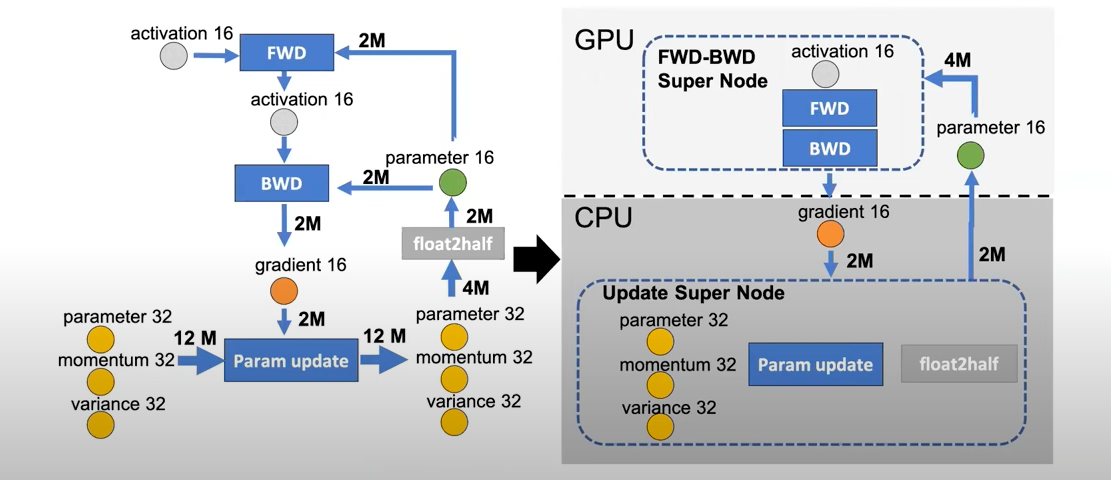 activation 16
FWD
2M
activation 16
BWD
2M
parameter 16
2M
2M
float2half
4M
gradient 16
2M
parameter 32
momentum 32
variance 32
12 M
Param update
12 M
parameter 32
momentum 32
variance 32
GPU
FWD-BWD
Super Node
activation 16
FWD
BWD
4M
parameter 16
CPU
gradient 16
2M
2M
Update Super Node
parameter 32
momentum 32
variance 32
Param update
float2half